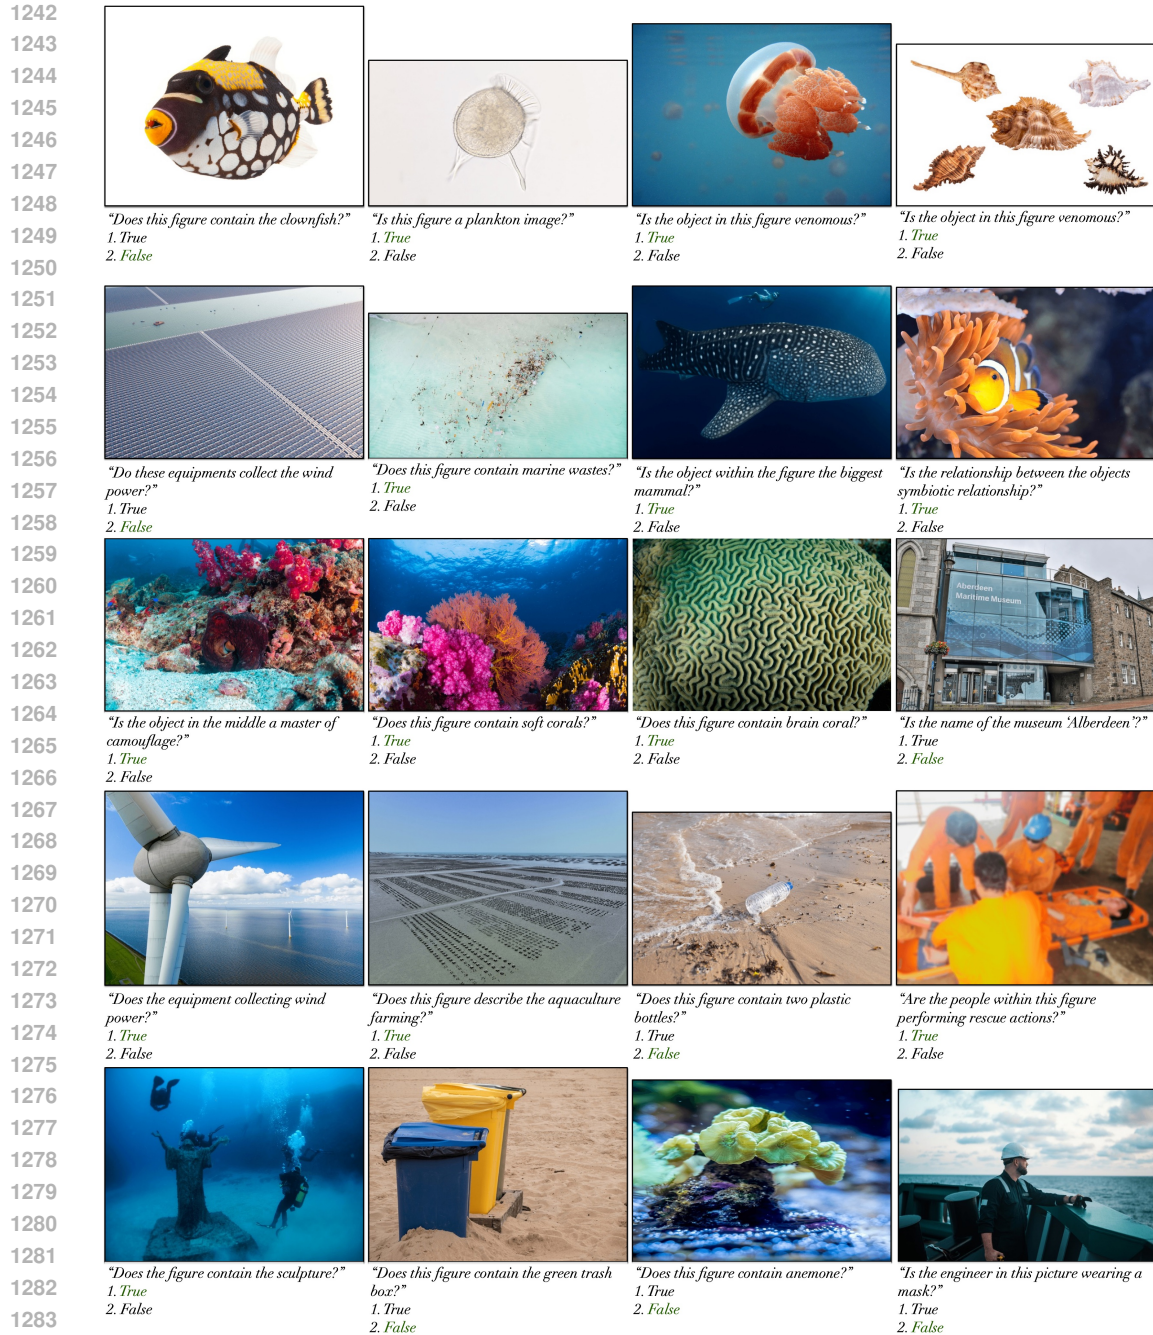 1242
1243
1244
1245
1246
1247
1248
1249
1250
1251
1252
1253
1254
1255
1256
1257
1258
1259
1260
1261
1262
1263
1264
1265
1266
1267
1268
1269
1270
1271
1272
1273
1274
1275
1276
1277
1278
1279
1280
1281
1282
1283
“Does this figure contain the clownfish?”
1. True
2. False
“Is this figure a plankton image?”
1. True
2. False
“Is the object in this figure venomous?”
1. True
2. False
“Is the object in this figure venomous?”
1. True
2. False
“Do these equipments collect the wind
power?”
1. True
2. False
“Does this figure contain marine wastes?”
1. True
2. False
“Is the object within the figure the biggest
mammal?”
1. True
2. False
“Is the relationship between the objects
symbiotic relationship?”
1. True
2. False
“Is the object in the middle a master of
camouflage?”
1. True
2. False
“Does this figure contain soft corals?”
1. True
2. False
“Does this figure contain brain coral?”
1. True
2. False
Aberdeen
Maritime Museum
“Is the name of the museum ‘Alberdeen’?”
1. True
2. False
“Does the equipment collecting wind
power?”
1. True
2. False
“Does this figure describe the aquaculture
farming?”
1. True
2. False
“Does this figure contain two plastic
bottles?”
1. True
2. False
“Are the people within this figure
performing rescue actions?”
1. True
2. False
“Does the figure contain the sculpture?”
1. True
2. False
“Does this figure contain the green trash
box?”
1. True
2. False
“Does this figure contain anemone?”
1. True
2. False
“Is the engineer in this picture wearing a
mask?”
1. True
2. False